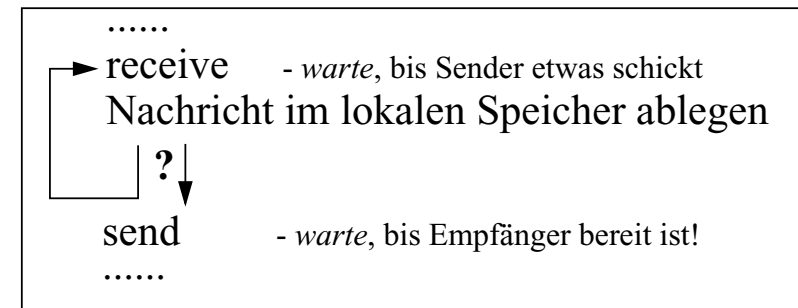 ......
receive - warte, bis Sender etwas schickt
Nachricht im lokalen Speicher ablegen
?
send - warte, bis Empfänger bereit ist!
......